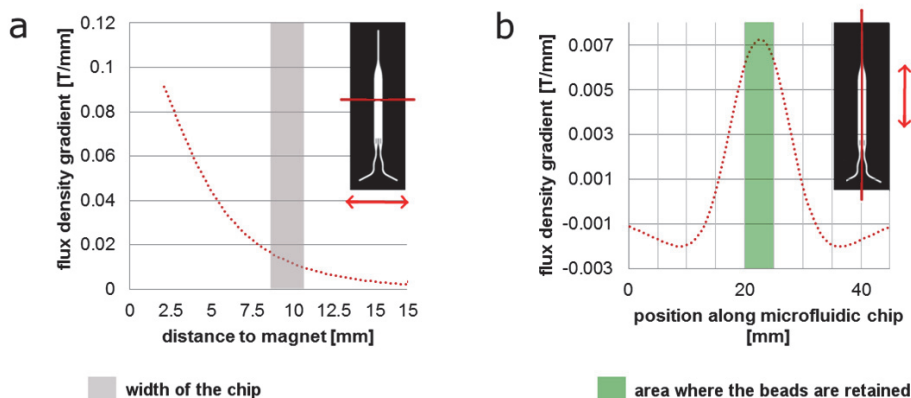 a
flux density gradient [T/mm]
0.12
0.1
0.08
0.06
0.04
0.02
0
0 2.5 5 7.5 10 12.5 15 15
distance to magnet [mm]
width of the chip
b
flux density gradient [T/mm]
0.007
0.005
0.003
0.001
-0.001
-0.003
0 20 40
position along microfluidic chip
[mm]
area where the beads are retained